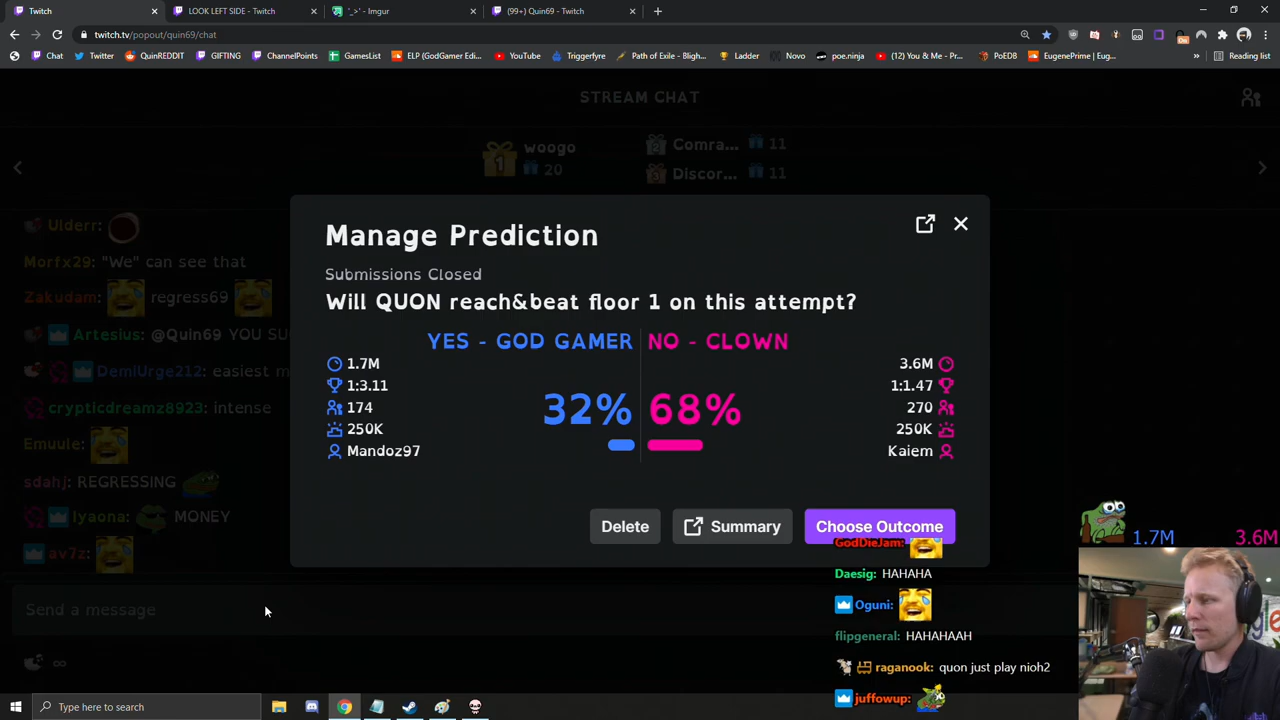 Twitch
LOOK LEFT SIDE - Twitch
'_>' - Imgur
(99+) Quin69 - Twitch
twitch.tv/popout/quin69/chat
Chat
Twitter
QuinREDDIT
GIFTING
ChannelPoints
GamesList
ELP (GodGamer Edi...
YouTube
Triggerfyre
Path of Exile - Bligh...
Ladder
Novo
poe.ninja
(12) You & Me - Pr...
PoEDB
EugenePrime | Eug...
Reading list
STREAM CHAT
woogo
20
Comra...
11
Discor...
11
Ulderr:
Morfx29: "We" can see that
Zakudam: regress69
Artesius: @Quin69 YOU SU
DemiUrge212: easiest m
crypticdreamz8923: intense
Emuule:
sdahj: REGRESSING
lyaona: MONEY
av7z:
Send a message
Manage Prediction
Submissions Closed
Will QUON reach&beat floor 1 on this attempt?
YES - GOD GAMER
NO - CLOWN
1.7M
1:3.11
174
250K
Mandoz97
32%
68%
3.6M
1:1.47
270
250K
Kaiem
Delete
Summary
Choose Outcome
GodDieJam:
Daesig: HAHAHA
Oguni:
flipgeneral: HAHAHAAH
raganook: quon just play nioh2
juffowup:
1.7M
3.6M
Type here to search